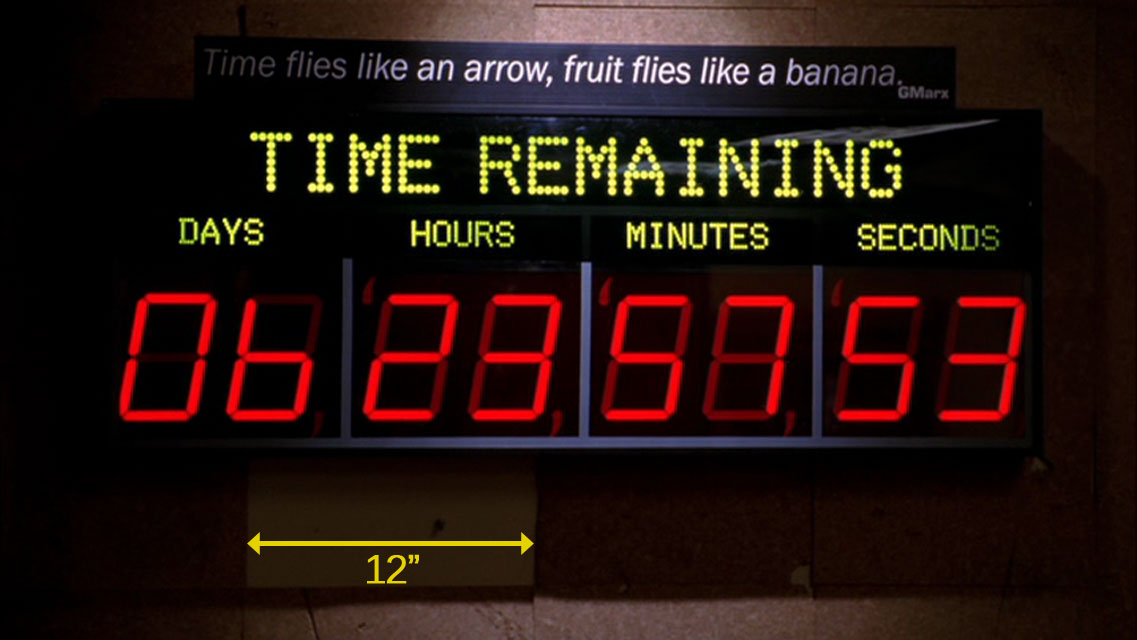 Time flies like an arrow, fruit flies like a banana.
GMarx
TIME REMAINING
DAYS HOURS MINUTES SECONDS
06 23 57 53
12”